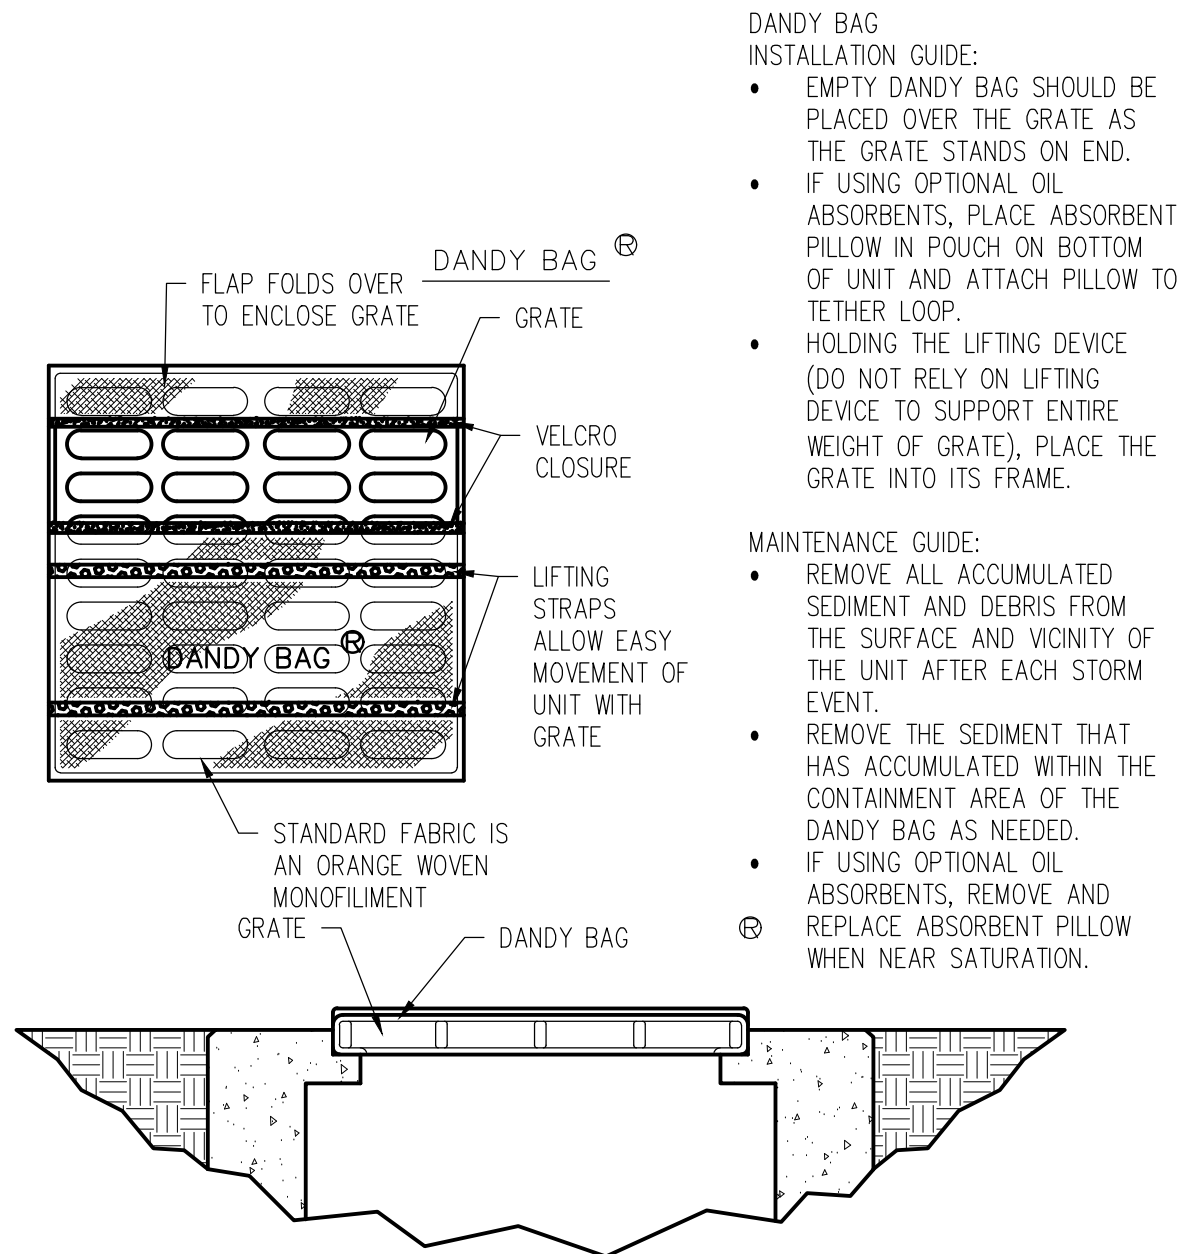 DANDY BAG
INSTALLATION GUIDE:
• EMPTY DANDY BAG SHOULD BE
PLACED OVER THE GRATE AS
THE GRATE STANDS ON END.
• IF USING OPTIONAL OIL
ABSORBENTS, PLACE ABSORBENT
PILLOW IN POUCH ON BOTTOM
OF UNIT AND ATTACH PILLOW TO
TETHER LOOP.
• HOLDING THE LIFTING DEVICE
(DO NOT RELY ON LIFTING
DEVICE TO SUPPORT ENTIRE
WEIGHT OF GRATE), PLACE THE
GRATE INTO ITS FRAME.
MAINTENANCE GUIDE:
• REMOVE ALL ACCUMULATED
SEDIMENT AND DEBRIS FROM
THE SURFACE AND VICINITY OF
THE UNIT AFTER EACH STORM
EVENT.
• REMOVE THE SEDIMENT THAT
HAS ACCUMULATED WITHIN THE
CONTAINMENT AREA OF THE
DANDY BAG AS NEEDED.
• IF USING OPTIONAL OIL
ABSORBENTS, REMOVE AND
® REPLACE ABSORBENT PILLOW
WHEN NEAR SATURATION.
DANDY BAG ®
FLAP FOLDS OVER
TO ENCLOSE GRATE
GRATE
VELCRO
CLOSURE
LIFTING
STRAPS
ALLOW EASY
MOVEMENT OF
UNIT WITH
GRATE
DANDY BAG ®
STANDARD FABRIC IS
AN ORANGE WOVEN
MONOFILIMENT
GRATE
DANDY BAG